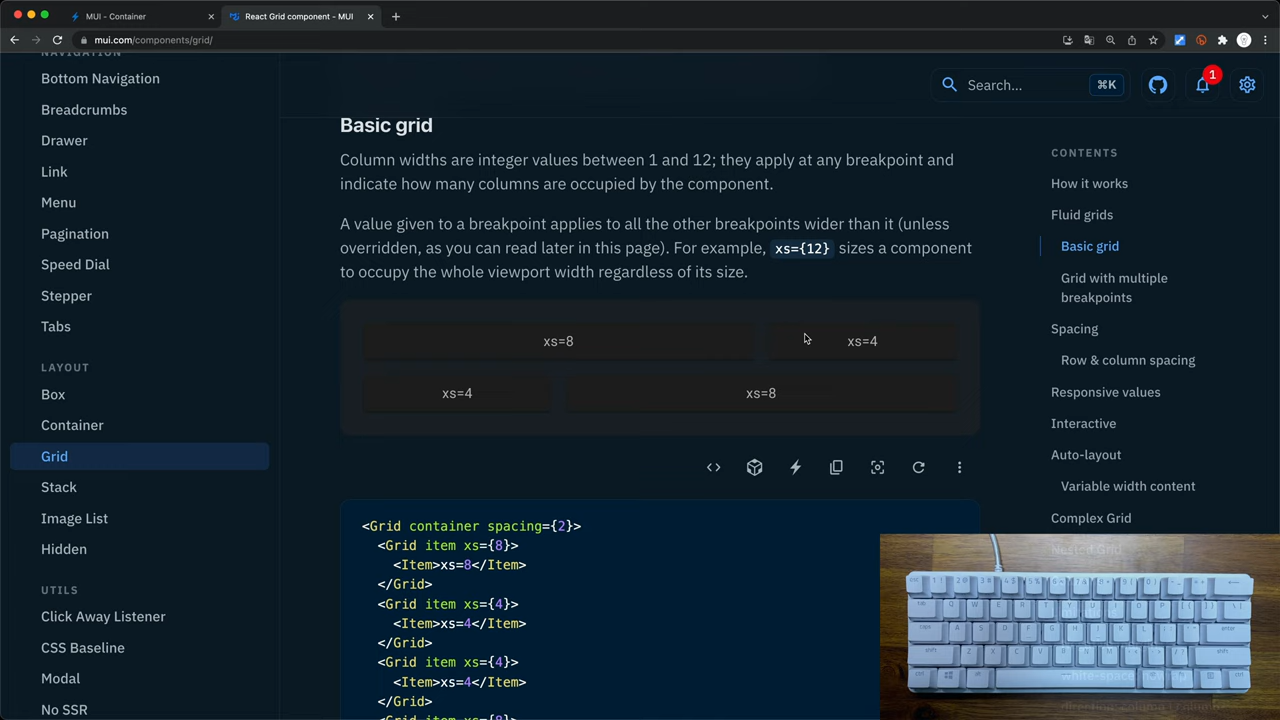 MUI - Container
React Grid component - MUI
mui.com/components/grid/
NAVIGATION
Bottom Navigation
Breadcrumbs
Drawer
Link
Menu
Pagination
Speed Dial
Stepper
Tabs
LAYOUT
Box
Container
Grid
Stack
Image List
Hidden
UTILS
Click Away Listener
CSS Baseline
Modal
No SSR
Search...
⌘K
1
Basic grid
Column widths are integer values between 1 and 12; they apply at any breakpoint and
indicate how many columns are occupied by the component.
A value given to a breakpoint applies to all the other breakpoints wider than it (unless
overridden, as you can read later in this page). For example, xs={12} sizes a component
to occupy the whole viewport width regardless of its size.
xs=8
xs=4
xs=4
xs=8
<Grid container spacing={2}>
<Grid item xs={8}>
<Item>xs=8</Item>
</Grid>
<Grid item xs={4}>
<Item>xs=4</Item>
</Grid>
<Grid item xs={4}>
<Item>xs=4</Item>
</Grid>
CONTENTS
How it works
Fluid grids
Basic grid
Grid with multiple
breakpoints
Spacing
Row & column spacing
Responsive values
Interactive
Auto-layout
Variable width content
Complex Grid
Nested Grid